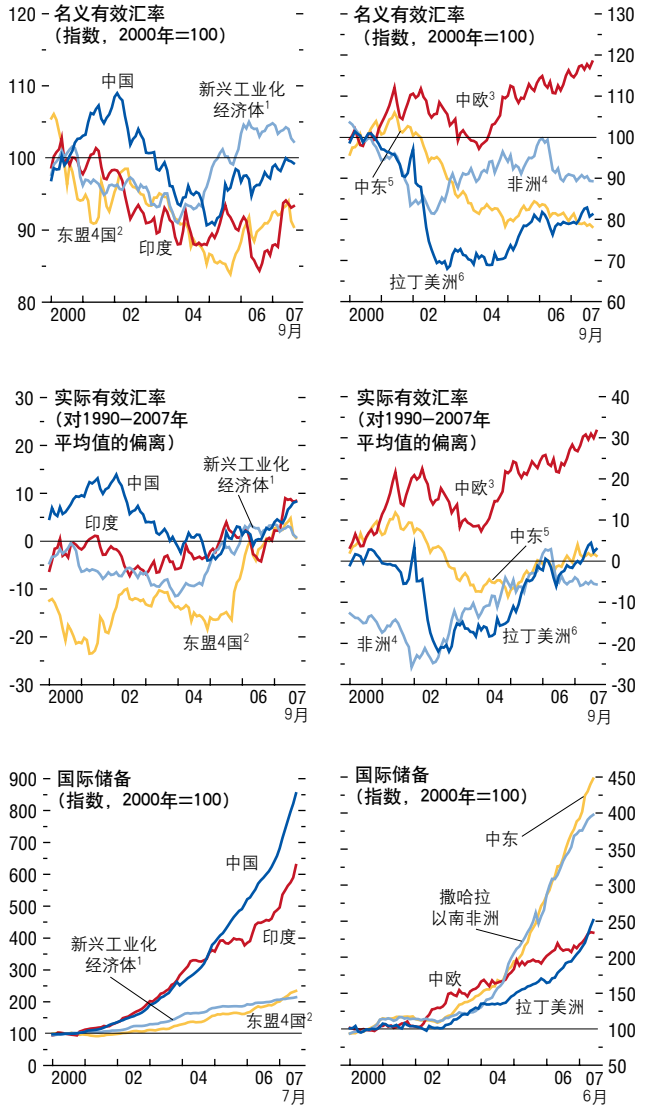 名义有效汇率
(指数，2000年=100)
120
110
100
90
80
中国
新兴工业化
经济体1
东盟4国2
印度
2000
02
04
06
07
9月
名义有效汇率
(指数，2000年=100)
130
120
110
100
90
80
70
60
中欧3
中东5
非洲4
拉丁美洲6
2000
02
04
06
07
9月
实际有效汇率
(对1990–2007年
平均值的偏离)
30
20
10
0
-10
-20
-30
中国
新兴工业化
经济体1
印度
东盟4国2
2000
02
04
06
07
9月
实际有效汇率
(对1990–2007年
平均值的偏离)
40
30
20
10
0
-10
-20
-30
中欧3
中东5
非洲4
拉丁美洲6
2000
02
04
06
07
9月
国际储备
(指数，2000年=100)
900
800
700
600
500
400
300
200
100
0
中国
印度
新兴工业化
经济体1
东盟4国2
2000
02
04
06
07
7月
国际储备
(指数，2000年=100)
450
400
350
300
250
200
150
100
50
中东
撒哈拉
以南非洲
中欧
拉丁美洲
2000
02
04
06
07
6月